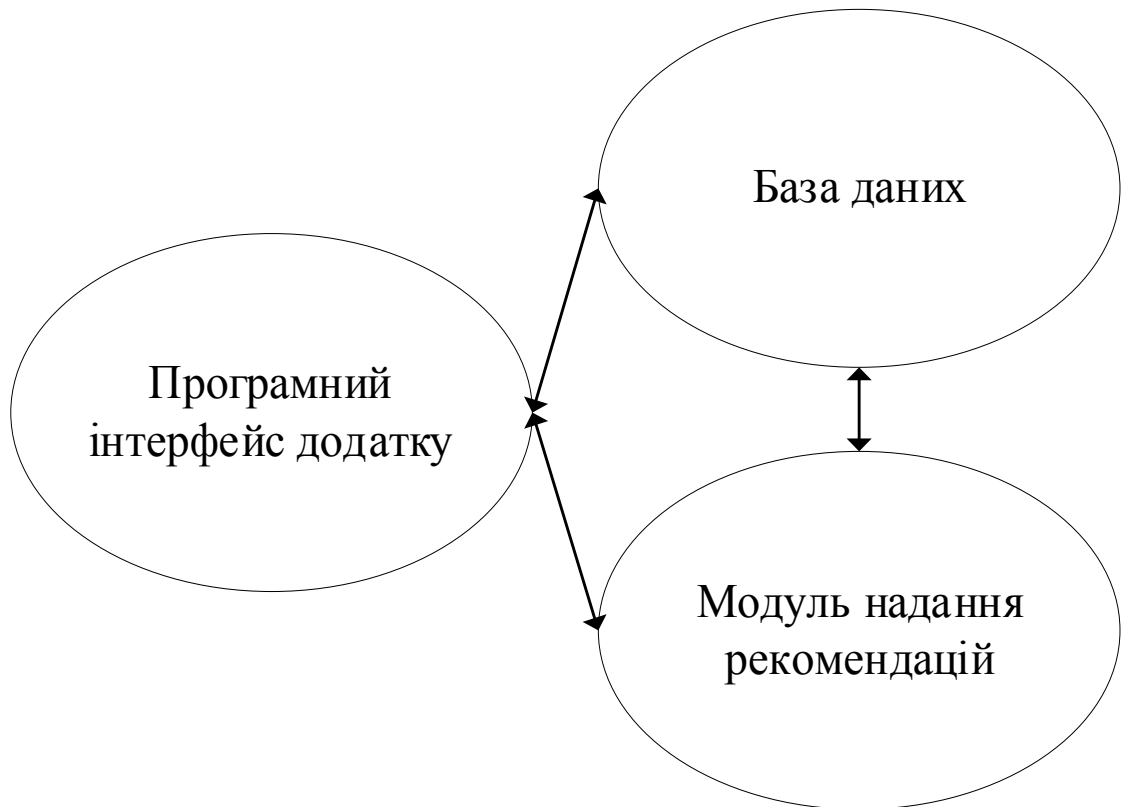 База даних
Програмний
інтерфейс додатку
Модуль надання
рекомендацій